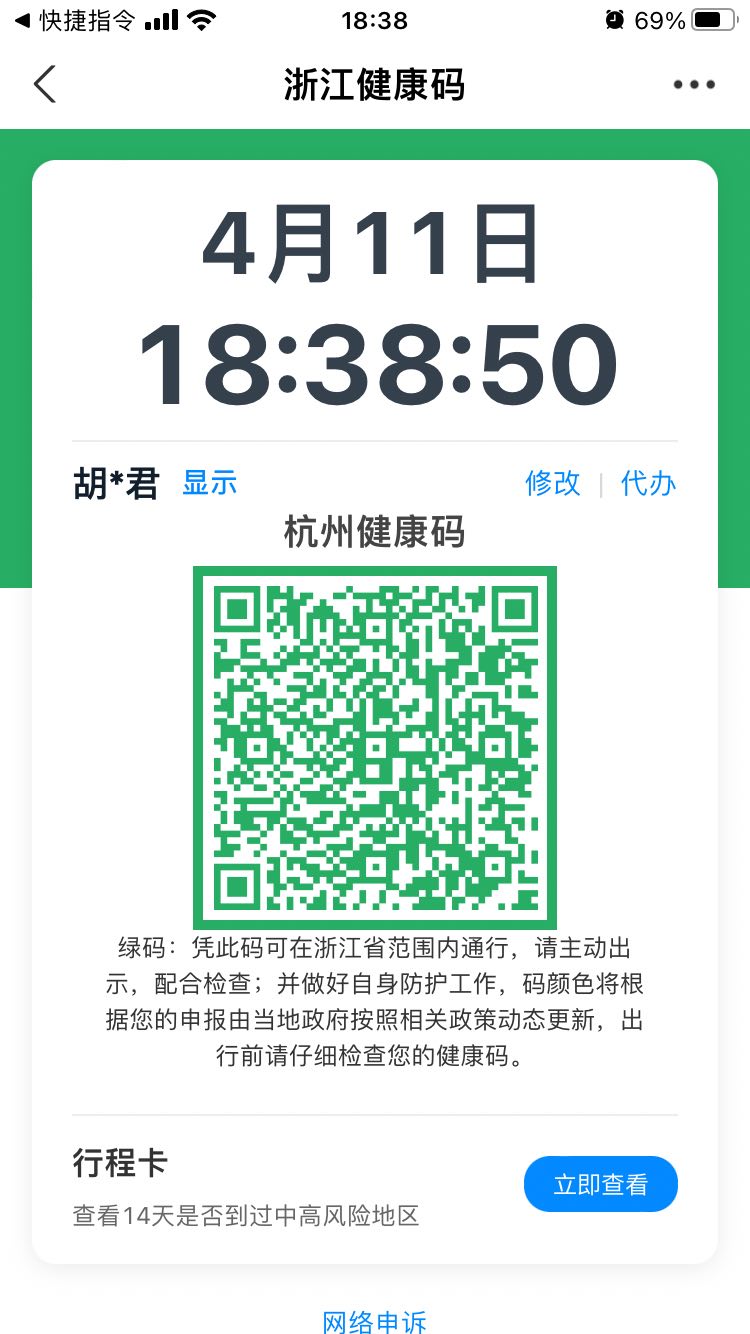 快捷指令 18:38 69%
浙江健康码
4月11日
18:38:50
胡*君 显示 修改 | 代办
杭州健康码
绿码：凭此码可在浙江省范围内通行，请主动出
示，配合检查；并做好自身防护工作，码颜色将根
据您的申报由当地政府按照相关政策动态更新，出
行前请仔细检查您的健康码。
行程卡
立即查看
查看14天是否到过中高风险地区
网络申诉